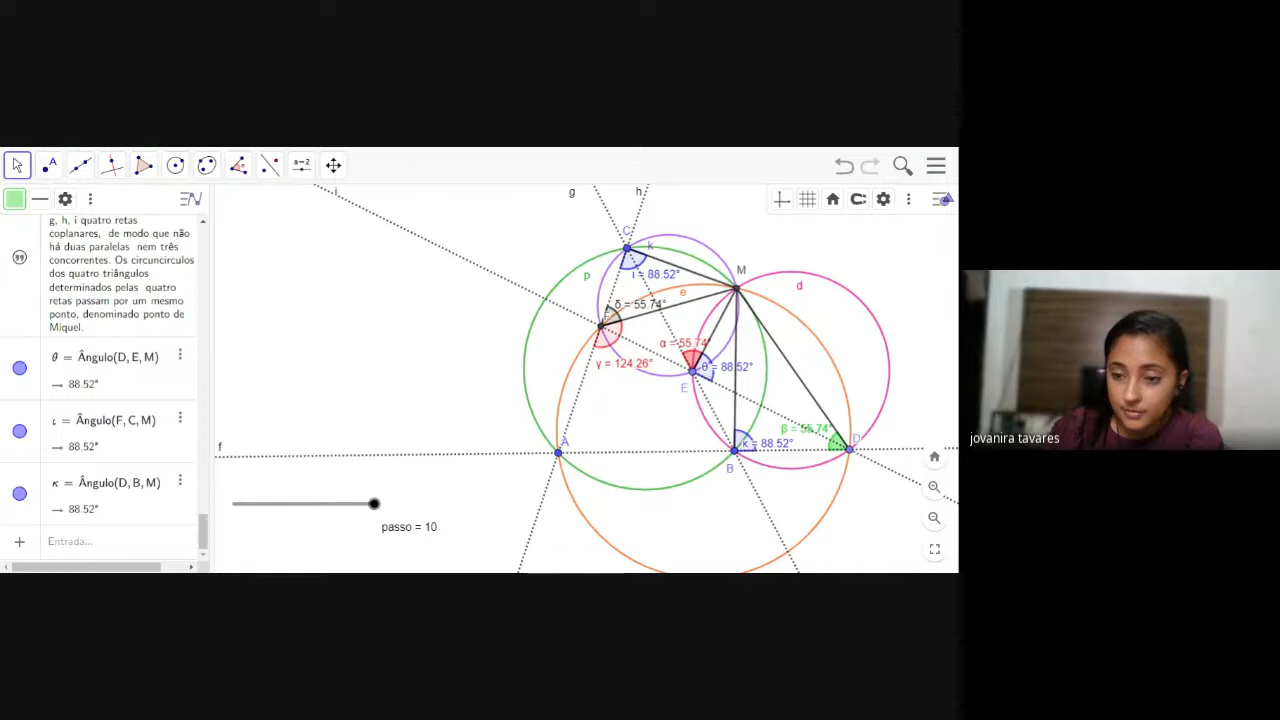 a=2
g, h, i quatro retas
coplanares, de modo que não
há duas paralelas nem três
concorrentes. Os circuncirculos
dos quatro triângulos
determinados pelas quatro
retas passam por um mesmo
ponto, denominado ponto de
Miquel.
θ = Ângulo(D, E, M)
→ 88.52°
ι = Ângulo(F, C, M)
→ 88.52°
κ = Ângulo(D, B, M)
→ 88.52°
Entrada...
i
g
h
C
k
p
ι = 88.52°
M
e
d
δ = 55.74°
F
α = 55.74°
γ = 124.26°
θ = 88.52°
E
β = 55.74°
D
A
κ = 88.52°
f
B
passo = 10
jovanira tavares